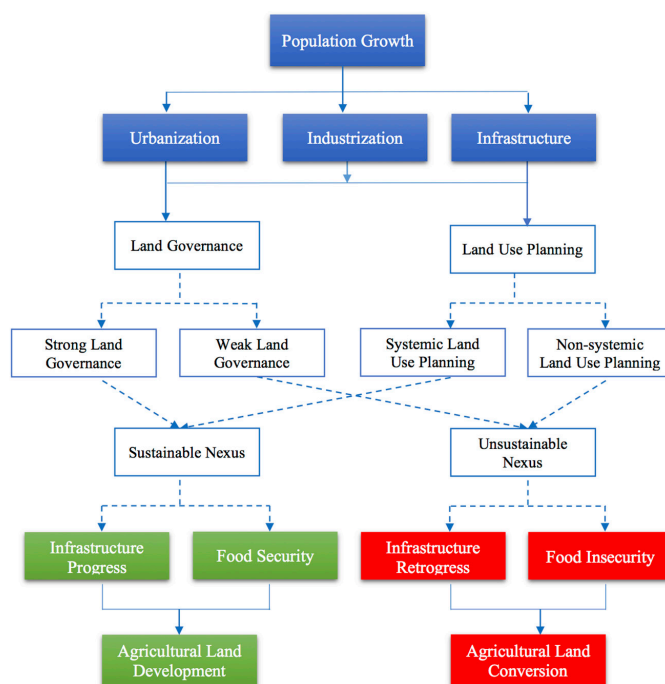 Population Growth
Urbanization
Industrization
Infrastructure
Land Governance
Land Use Planning
Strong Land
Governance
Weak Land
Governance
Systemic Land
Use Planning
Non-systemic
Land Use Planning
Sustainable Nexus
Unsustainable
Nexus
Infrastructure
Progress
Food Security
Infrastructure
Retrogress
Food Insecurity
Agricultural Land
Development
Agricultural Land
Conversion